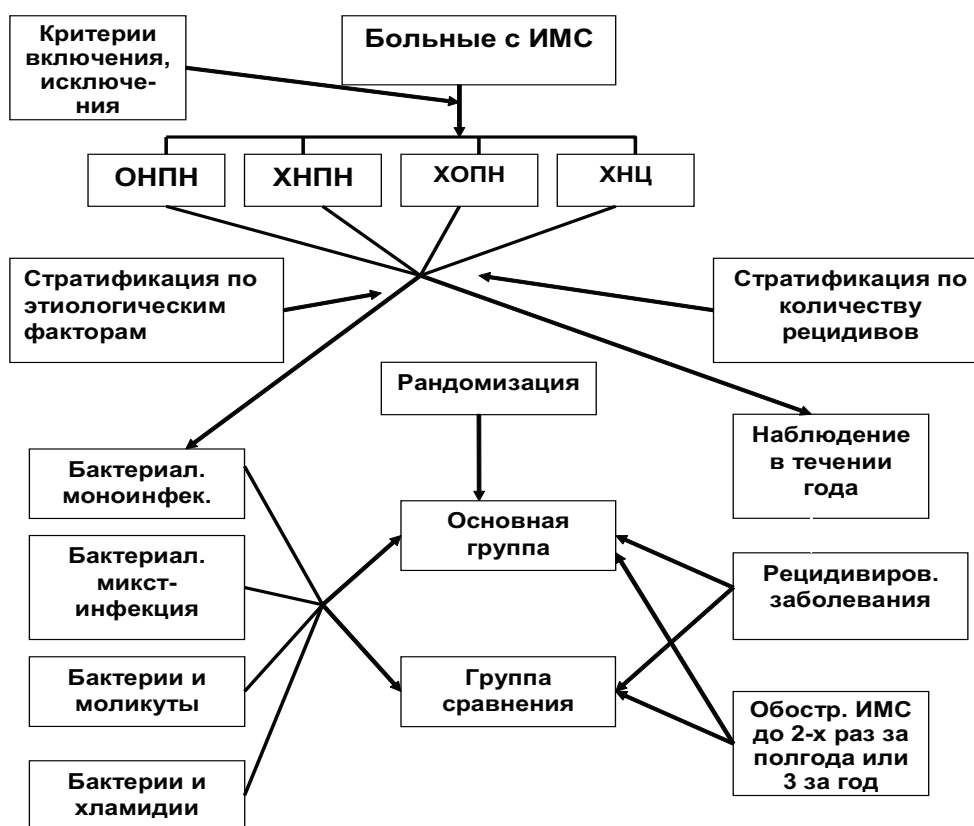 Критерии
включения,
исключе-
ния
Больные с ИМС
ОНПН
ХНПН
ХОПН
ХНЦ
Стратификация по
этиологическим
факторам
Стратификация по
количеству
рецидивов
Рандомизация
Наблюдение
в течении
года
Бактериал.
моноинфек.
Основная
группа
Бактериал.
микст-
инфекция
Рецидивиров.
заболевания
Бактерии и
моликуты
Группа
сравнения
Обостр. ИМС
до 2-х раз за
полгода или
3 за год
Бактерии и
хламидии